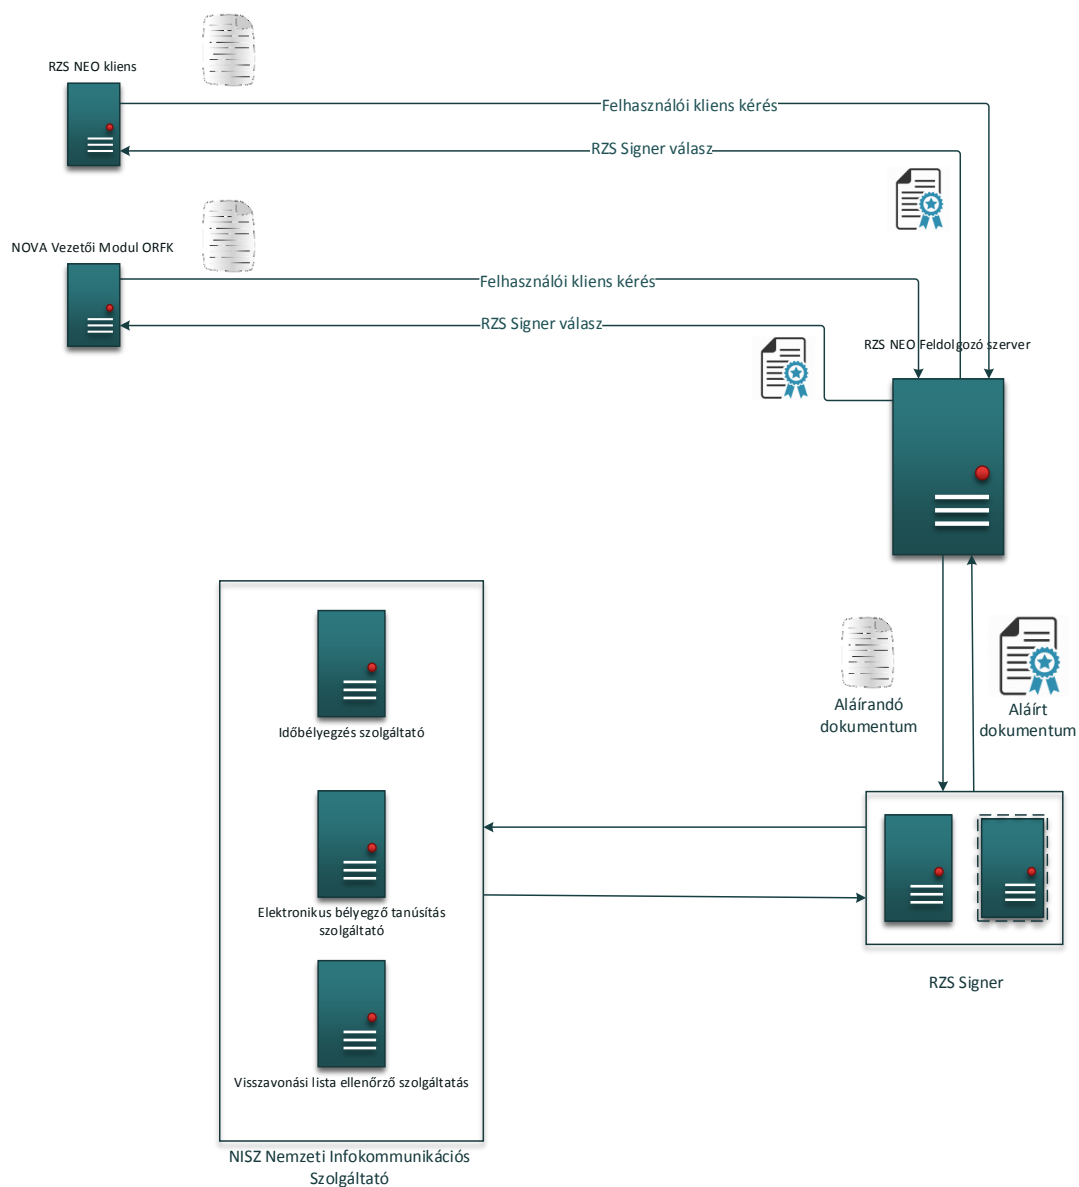 RZS NEO kliens
Felhasználói kliens kérés
RZS Signer válasz
NOVA Vezetői Modul ORFK
Felhasználói kliens kérés
RZS Signer válasz
RZS NEO Feldolgozó szerver
Aláírandó
dokumentum
Aláírt
dokumentum
Időbélyegzés szolgáltató
Elektronikus bélyegző tanúsítás
szolgáltató
RZS Signer
Visszavonási lista ellenőrző szolgáltatás
NISZ Nemzeti Infokommunikációs
Szolgáltató